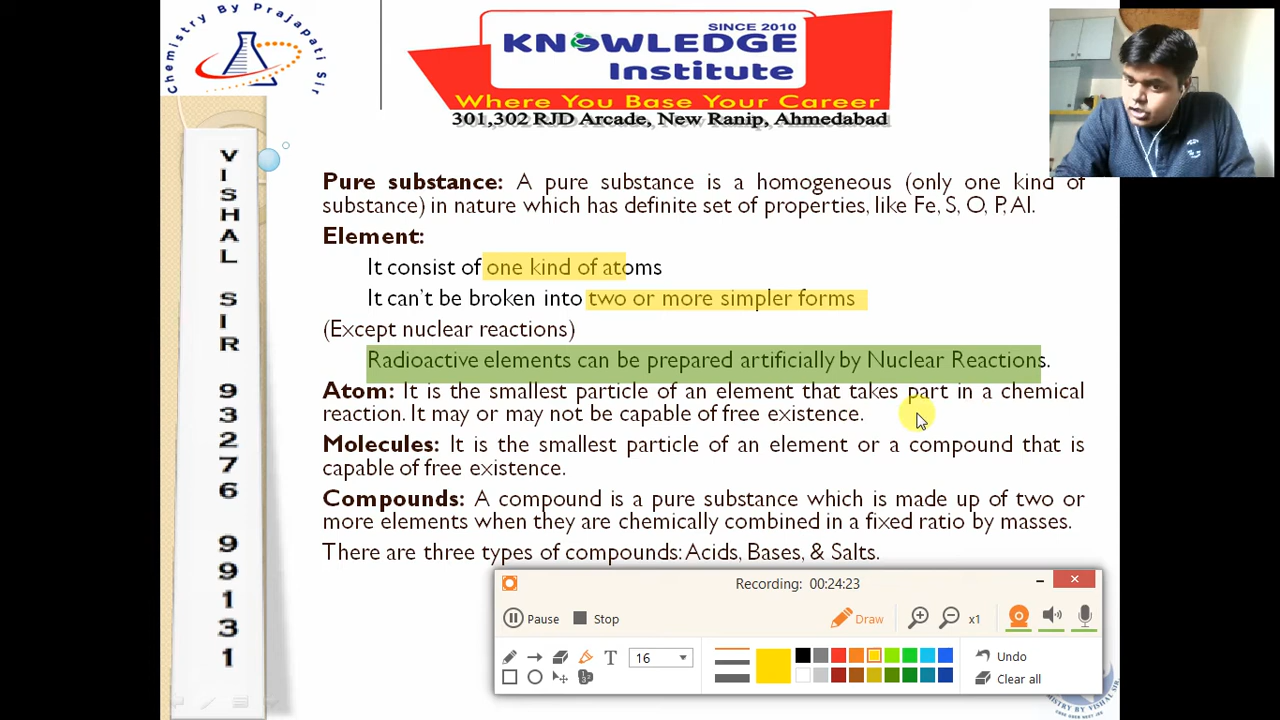 Chemistry By Prajapati Sir
SINCE 2010
KNOWLEDGE
Institute
Where You Base Your Career
301,302 RJD Arcade, New Ranip, Ahmedabad
VISHAL SIR 93276 99131
Pure substance: A pure substance is a homogeneous (only one kind of
substance) in nature which has definite set of properties, like Fe, S, O, P, Al.
Element:
It consist of one kind of atoms
It can't be broken into two or more simpler forms
(Except nuclear reactions)
Radioactive elements can be prepared artificially by Nuclear Reactions.
Atom: It is the smallest particle of an element that takes part in a chemical
reaction. It may or may not be capable of free existence.
Molecules: It is the smallest particle of an element or a compound that is
capable of free existence.
Compounds: A compound is a pure substance which is made up of two or
more elements when they are chemically combined in a fixed ratio by masses.
There are three types of compounds: Acids, Bases, & Salts.
Recording: 00:24:23
Pause Stop Draw x1
T 16 Undo
Clear all